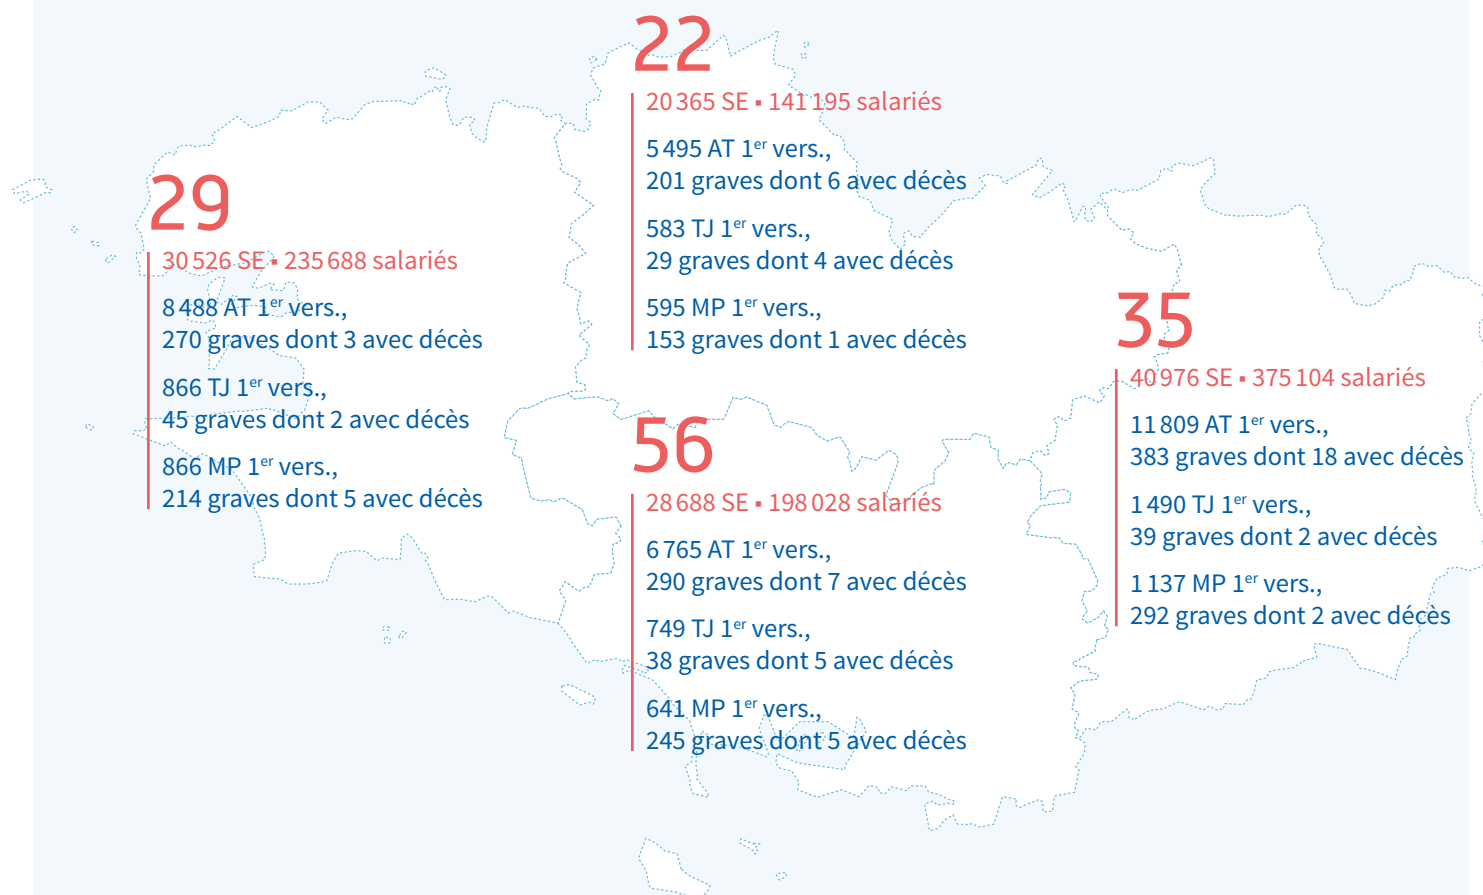 22
20 365 SE ▪ 141 195 salariés
5 495 AT 1er vers.,
201 graves dont 6 avec décès
583 TJ 1er vers.,
29 graves dont 4 avec décès
595 MP 1er vers.,
153 graves dont 1 avec décès
29
30 526 SE ▪ 235 688 salariés
8 488 AT 1er vers.,
270 graves dont 3 avec décès
866 TJ 1er vers.,
45 graves dont 2 avec décès
866 MP 1er vers.,
214 graves dont 5 avec décès
35
40 976 SE ▪ 375 104 salariés
11 809 AT 1er vers.,
383 graves dont 18 avec décès
1 490 TJ 1er vers.,
39 graves dont 2 avec décès
1 137 MP 1er vers.,
292 graves dont 2 avec décès
56
28 688 SE ▪ 198 028 salariés
6 765 AT 1er vers.,
290 graves dont 7 avec décès
749 TJ 1er vers.,
38 graves dont 5 avec décès
641 MP 1er vers.,
245 graves dont 5 avec décès